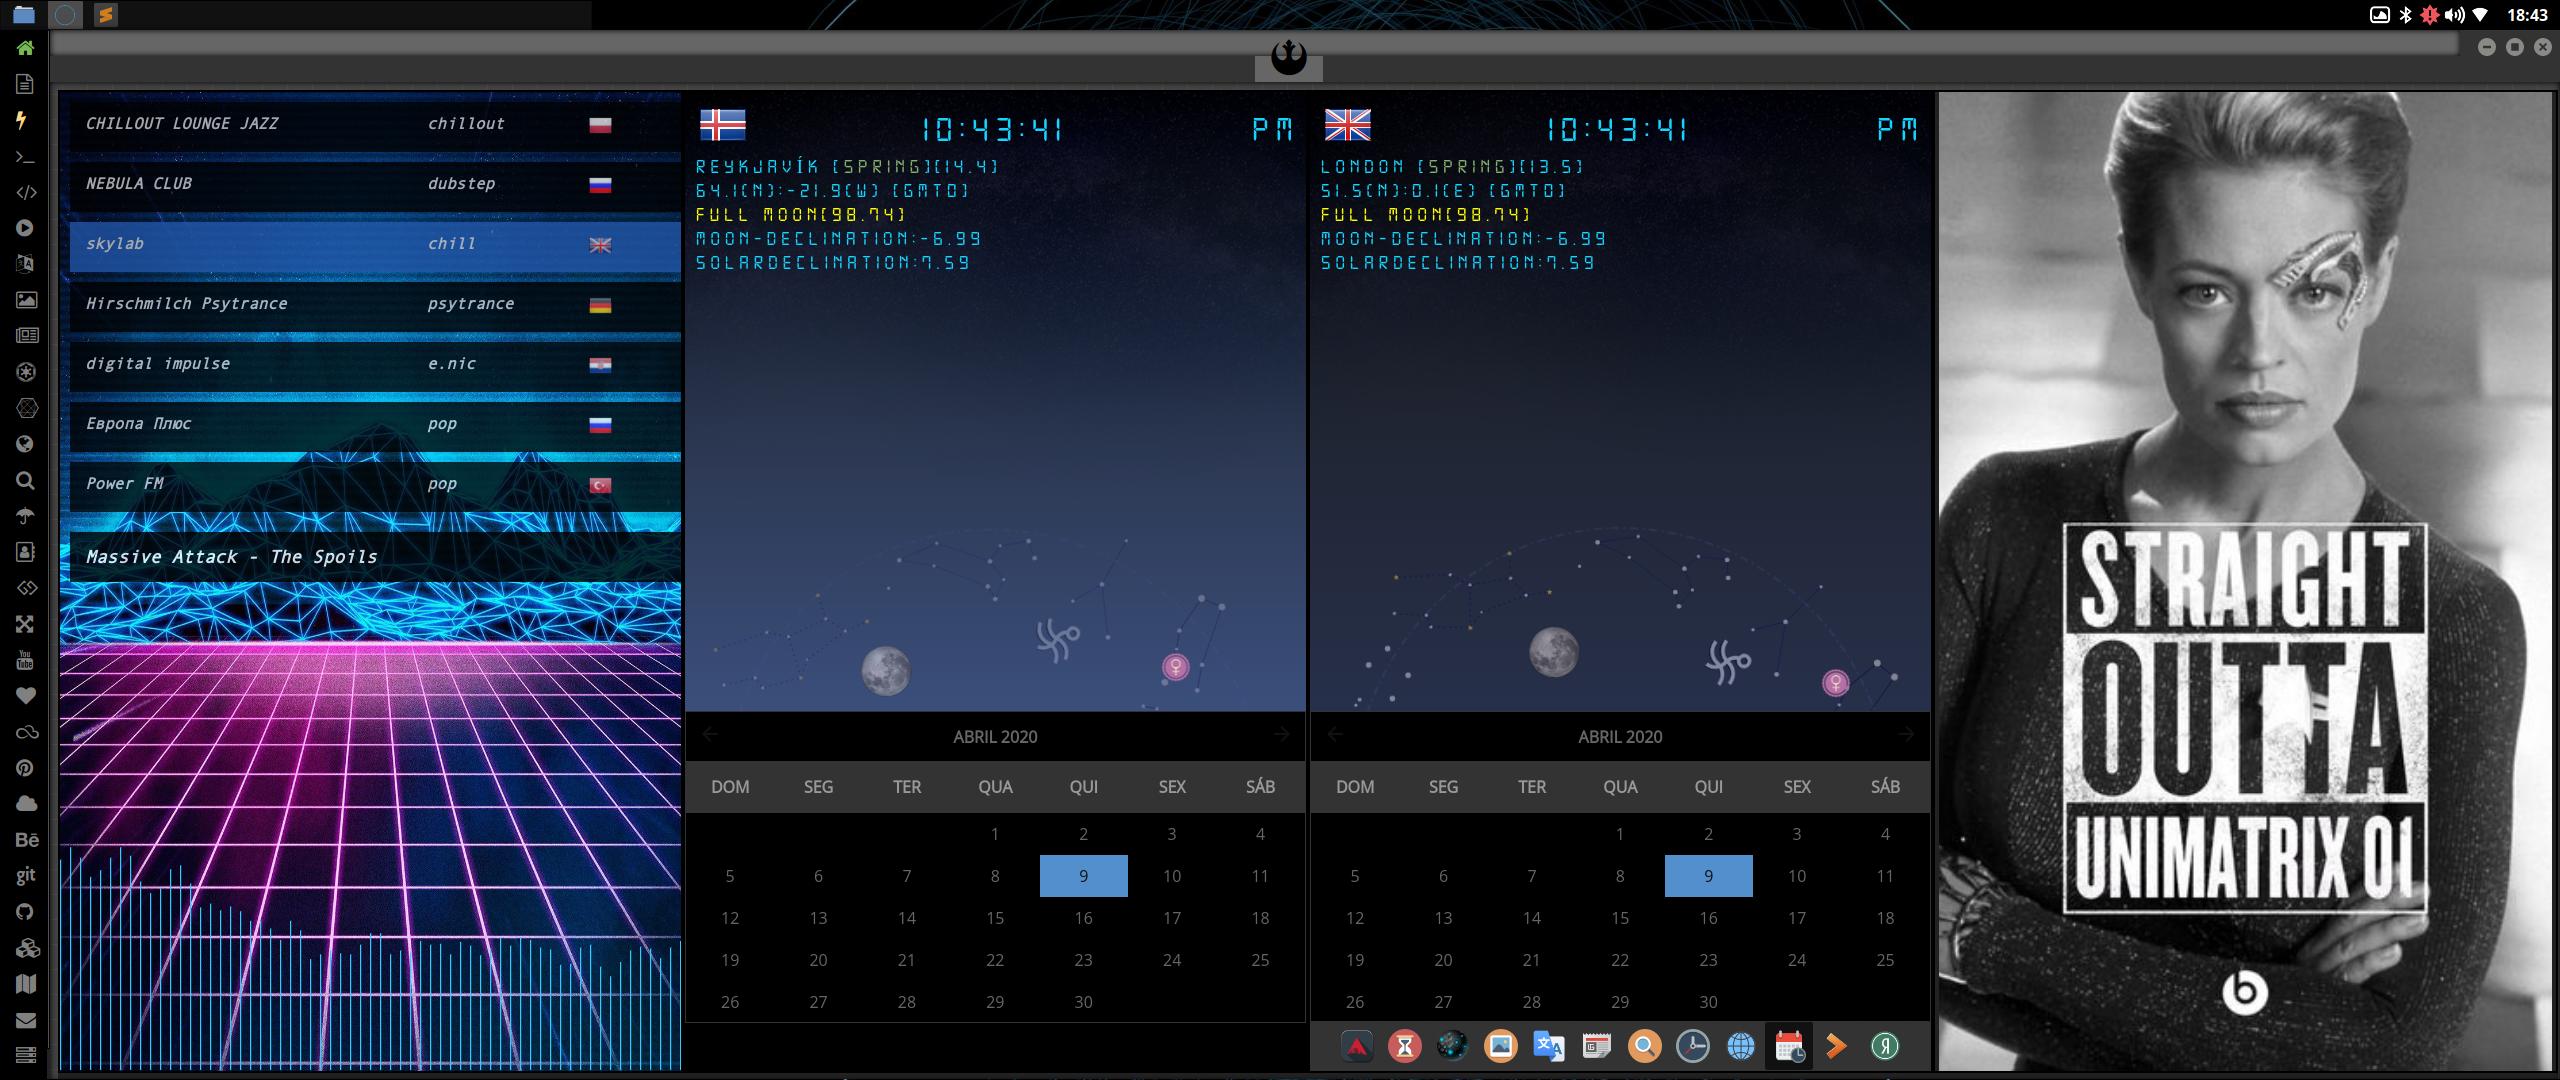 18:43
CHILLOUT LOUNGE JAZZ chillout
NEBULA CLUB dubstep
skylab chill
Hirschmilch Psytrance psytrance
digital impulse e.nic
Европа Плюс pop
Power FM pop
Massive Attack - The Spoils
You
Tube
Bē
git
10:43:41 PM
REYKJAVÍK [SPRING][14.4]
64.1(N):-21.9(W) [GMT0]
FULL MOON[98.74]
MOON-DECLINATION:-6.99
SOLARDECLINATION:7.59
ABRIL 2020
DOM SEG TER QUA QUI SEX SÁB
1 2 3 4
5 6 7 8 9 10 11
12 13 14 15 16 17 18
19 20 21 22 23 24 25
26 27 28 29 30
10:43:41 PM
LONDON [SPRING][13.5]
51.5(N):0.1(E) [GMT0]
FULL MOON[98.74]
MOON-DECLINATION:-6.99
SOLARDECLINATION:7.59
ABRIL 2020
DOM SEG TER QUA QUI SEX SÁB
1 2 3 4
5 6 7 8 9 10 11
12 13 14 15 16 17 18
19 20 21 22 23 24 25
26 27 28 29 30
STRAIGHT
OUTTA
UNIMATRIX 01
b